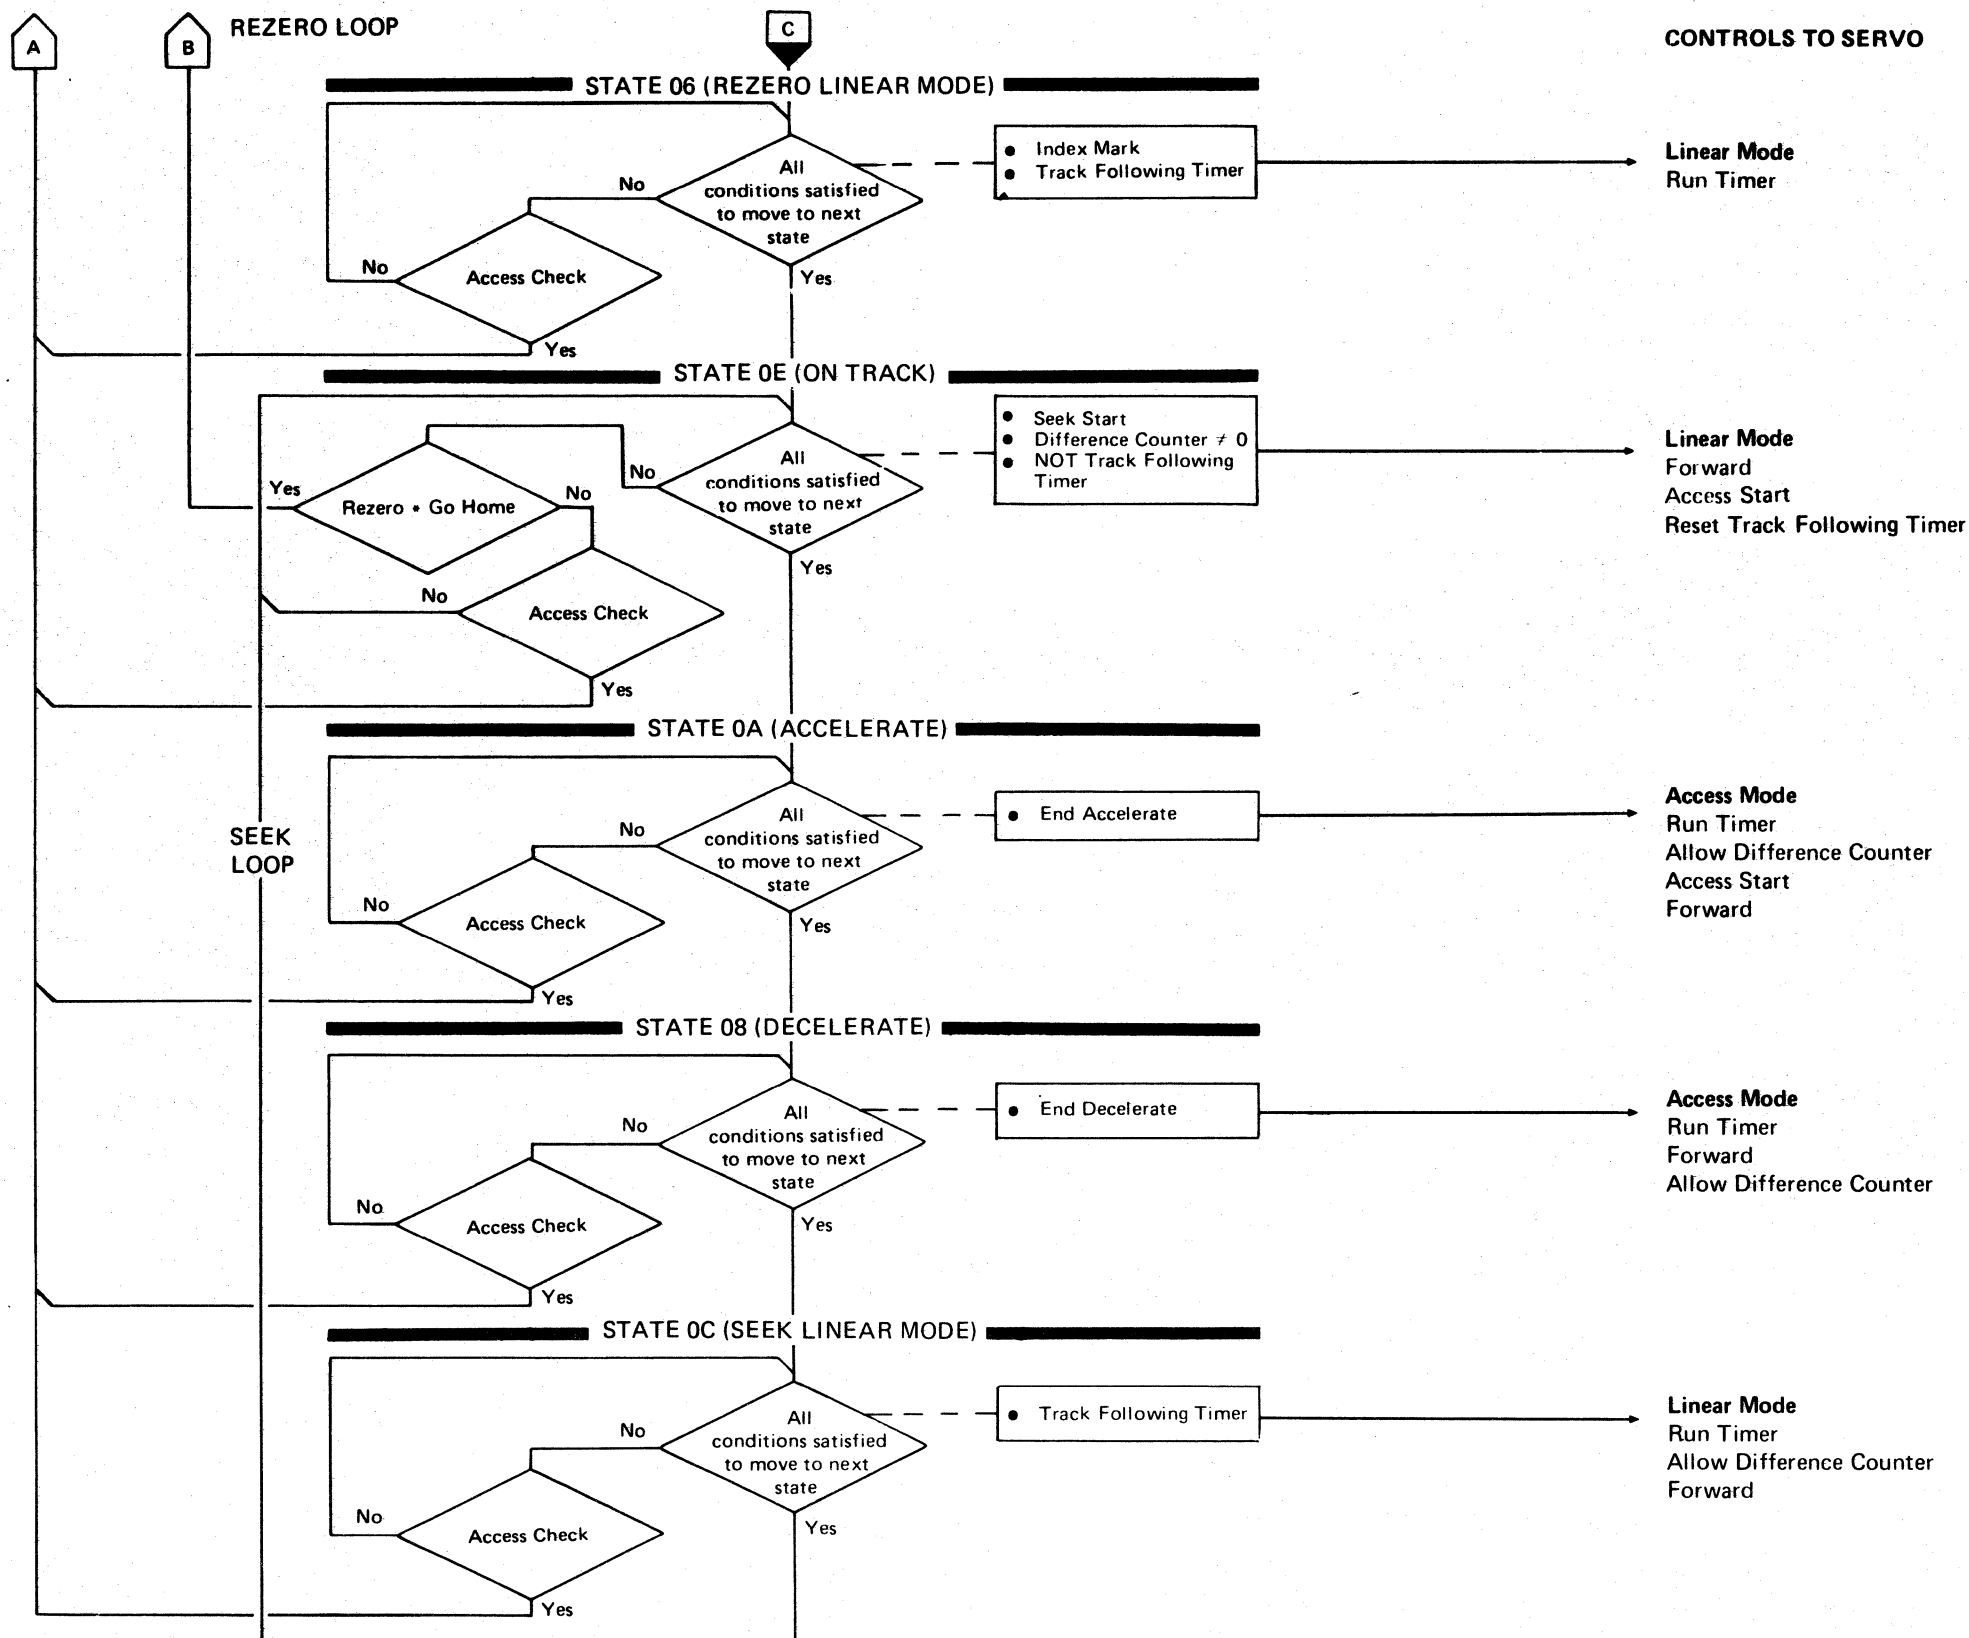 A
B
REZERO LOOP
C
CONTROLS TO SERVO
STATE 06 (REZERO LINEAR MODE)
All
conditions satisfied
to move to next
state
No
Yes
Access Check
No
Yes
● Index Mark
● Track Following Timer
Linear Mode
Run Timer
STATE 0E (ON TRACK)
All
conditions satisfied
to move to next
state
No
Yes
Rezero * Go Home
Yes
No
Access Check
No
Yes
● Seek Start
● Difference Counter ≠ 0
● NOT Track Following
Timer
Linear Mode
Forward
Access Start
Reset Track Following Timer
STATE 0A (ACCELERATE)
All
conditions satisfied
to move to next
state
No
Yes
Access Check
No
Yes
● End Accelerate
Access Mode
Run Timer
Allow Difference Counter
Access Start
Forward
SEEK
LOOP
STATE 08 (DECELERATE)
All
conditions satisfied
to move to next
state
No
Yes
Access Check
No
Yes
● End Decelerate
Access Mode
Run Timer
Forward
Allow Difference Counter
STATE 0C (SEEK LINEAR MODE)
All
conditions satisfied
to move to next
state
No
Yes
Access Check
No
Yes
● Track Following Timer
Linear Mode
Run Timer
Allow Difference Counter
Forward